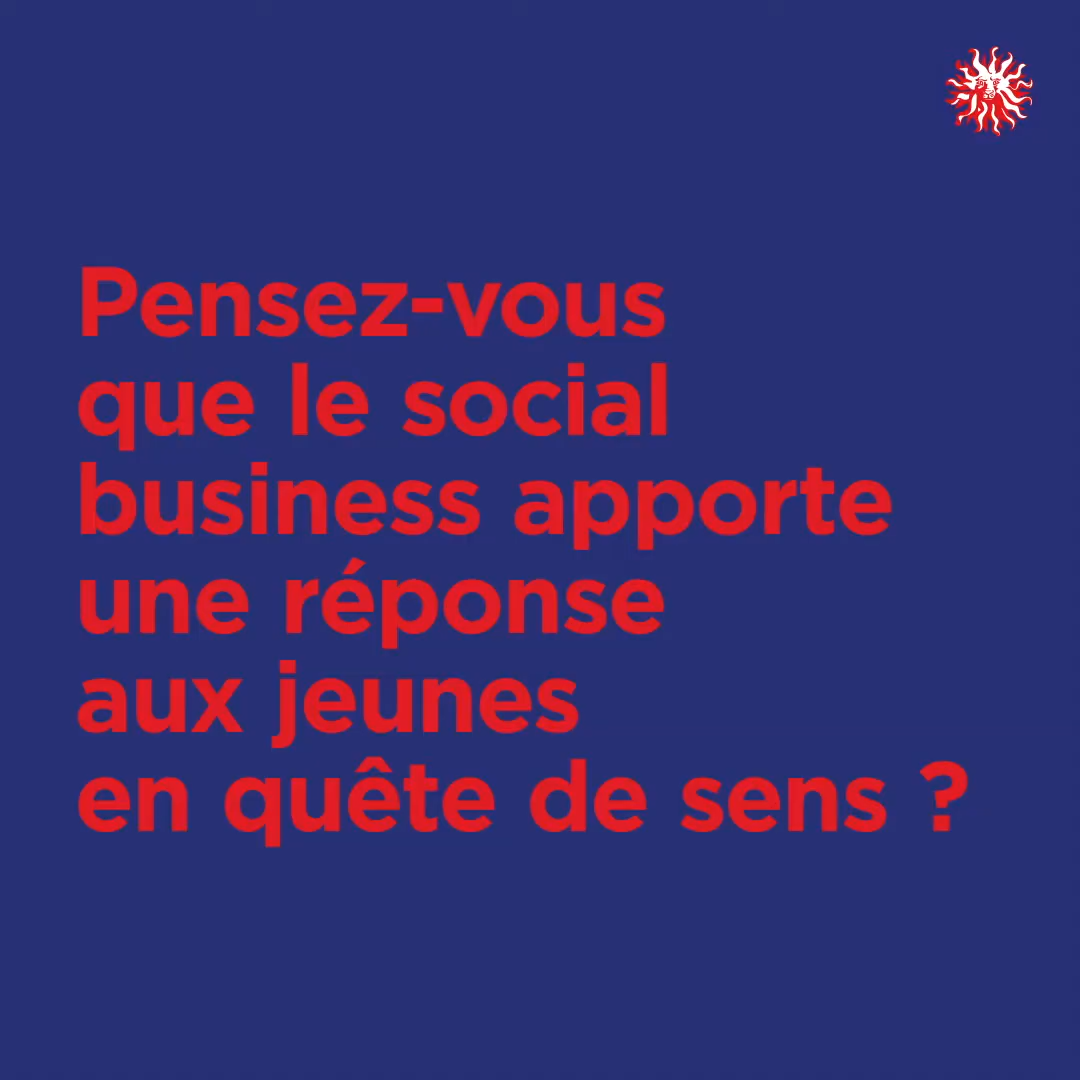 Pensez-vous
que le social
business apporte
une réponse
aux jeunes
en quête de sens ?